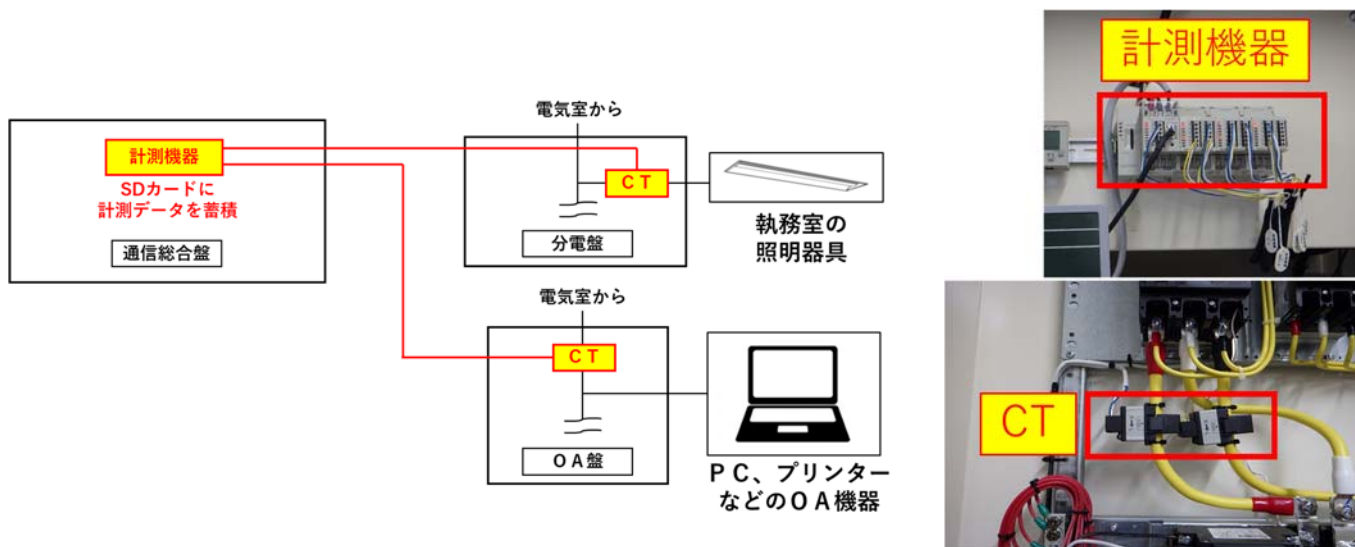 計測機器
SDカードに
計測データを蓄積
通信総合盤
電気室から
CT
分電盤
執務室の
照明器具
電気室から
CT
OA盤
PC、プリンター
などのOA機器
計測機器
CT